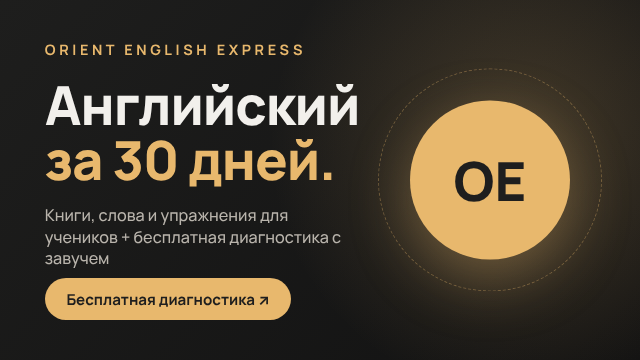 ORIENT ENGLISH EXPRESS
Английский
за 30 дней.
Книги, слова и упражнения для
учеников + бесплатная диагностика с
завучем
Бесплатная диагностика ↗
OE